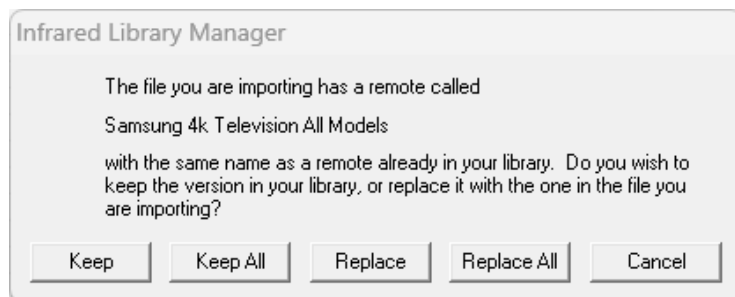 Infrared Library Manager
The file you are importing has a remote called
Samsung 4k Television All Models
with the same name as a remote already in your library.  Do you wish to
keep the version in your library, or replace it with the one in the file you
are importing?
Keep
Keep All
Replace
Replace All
Cancel